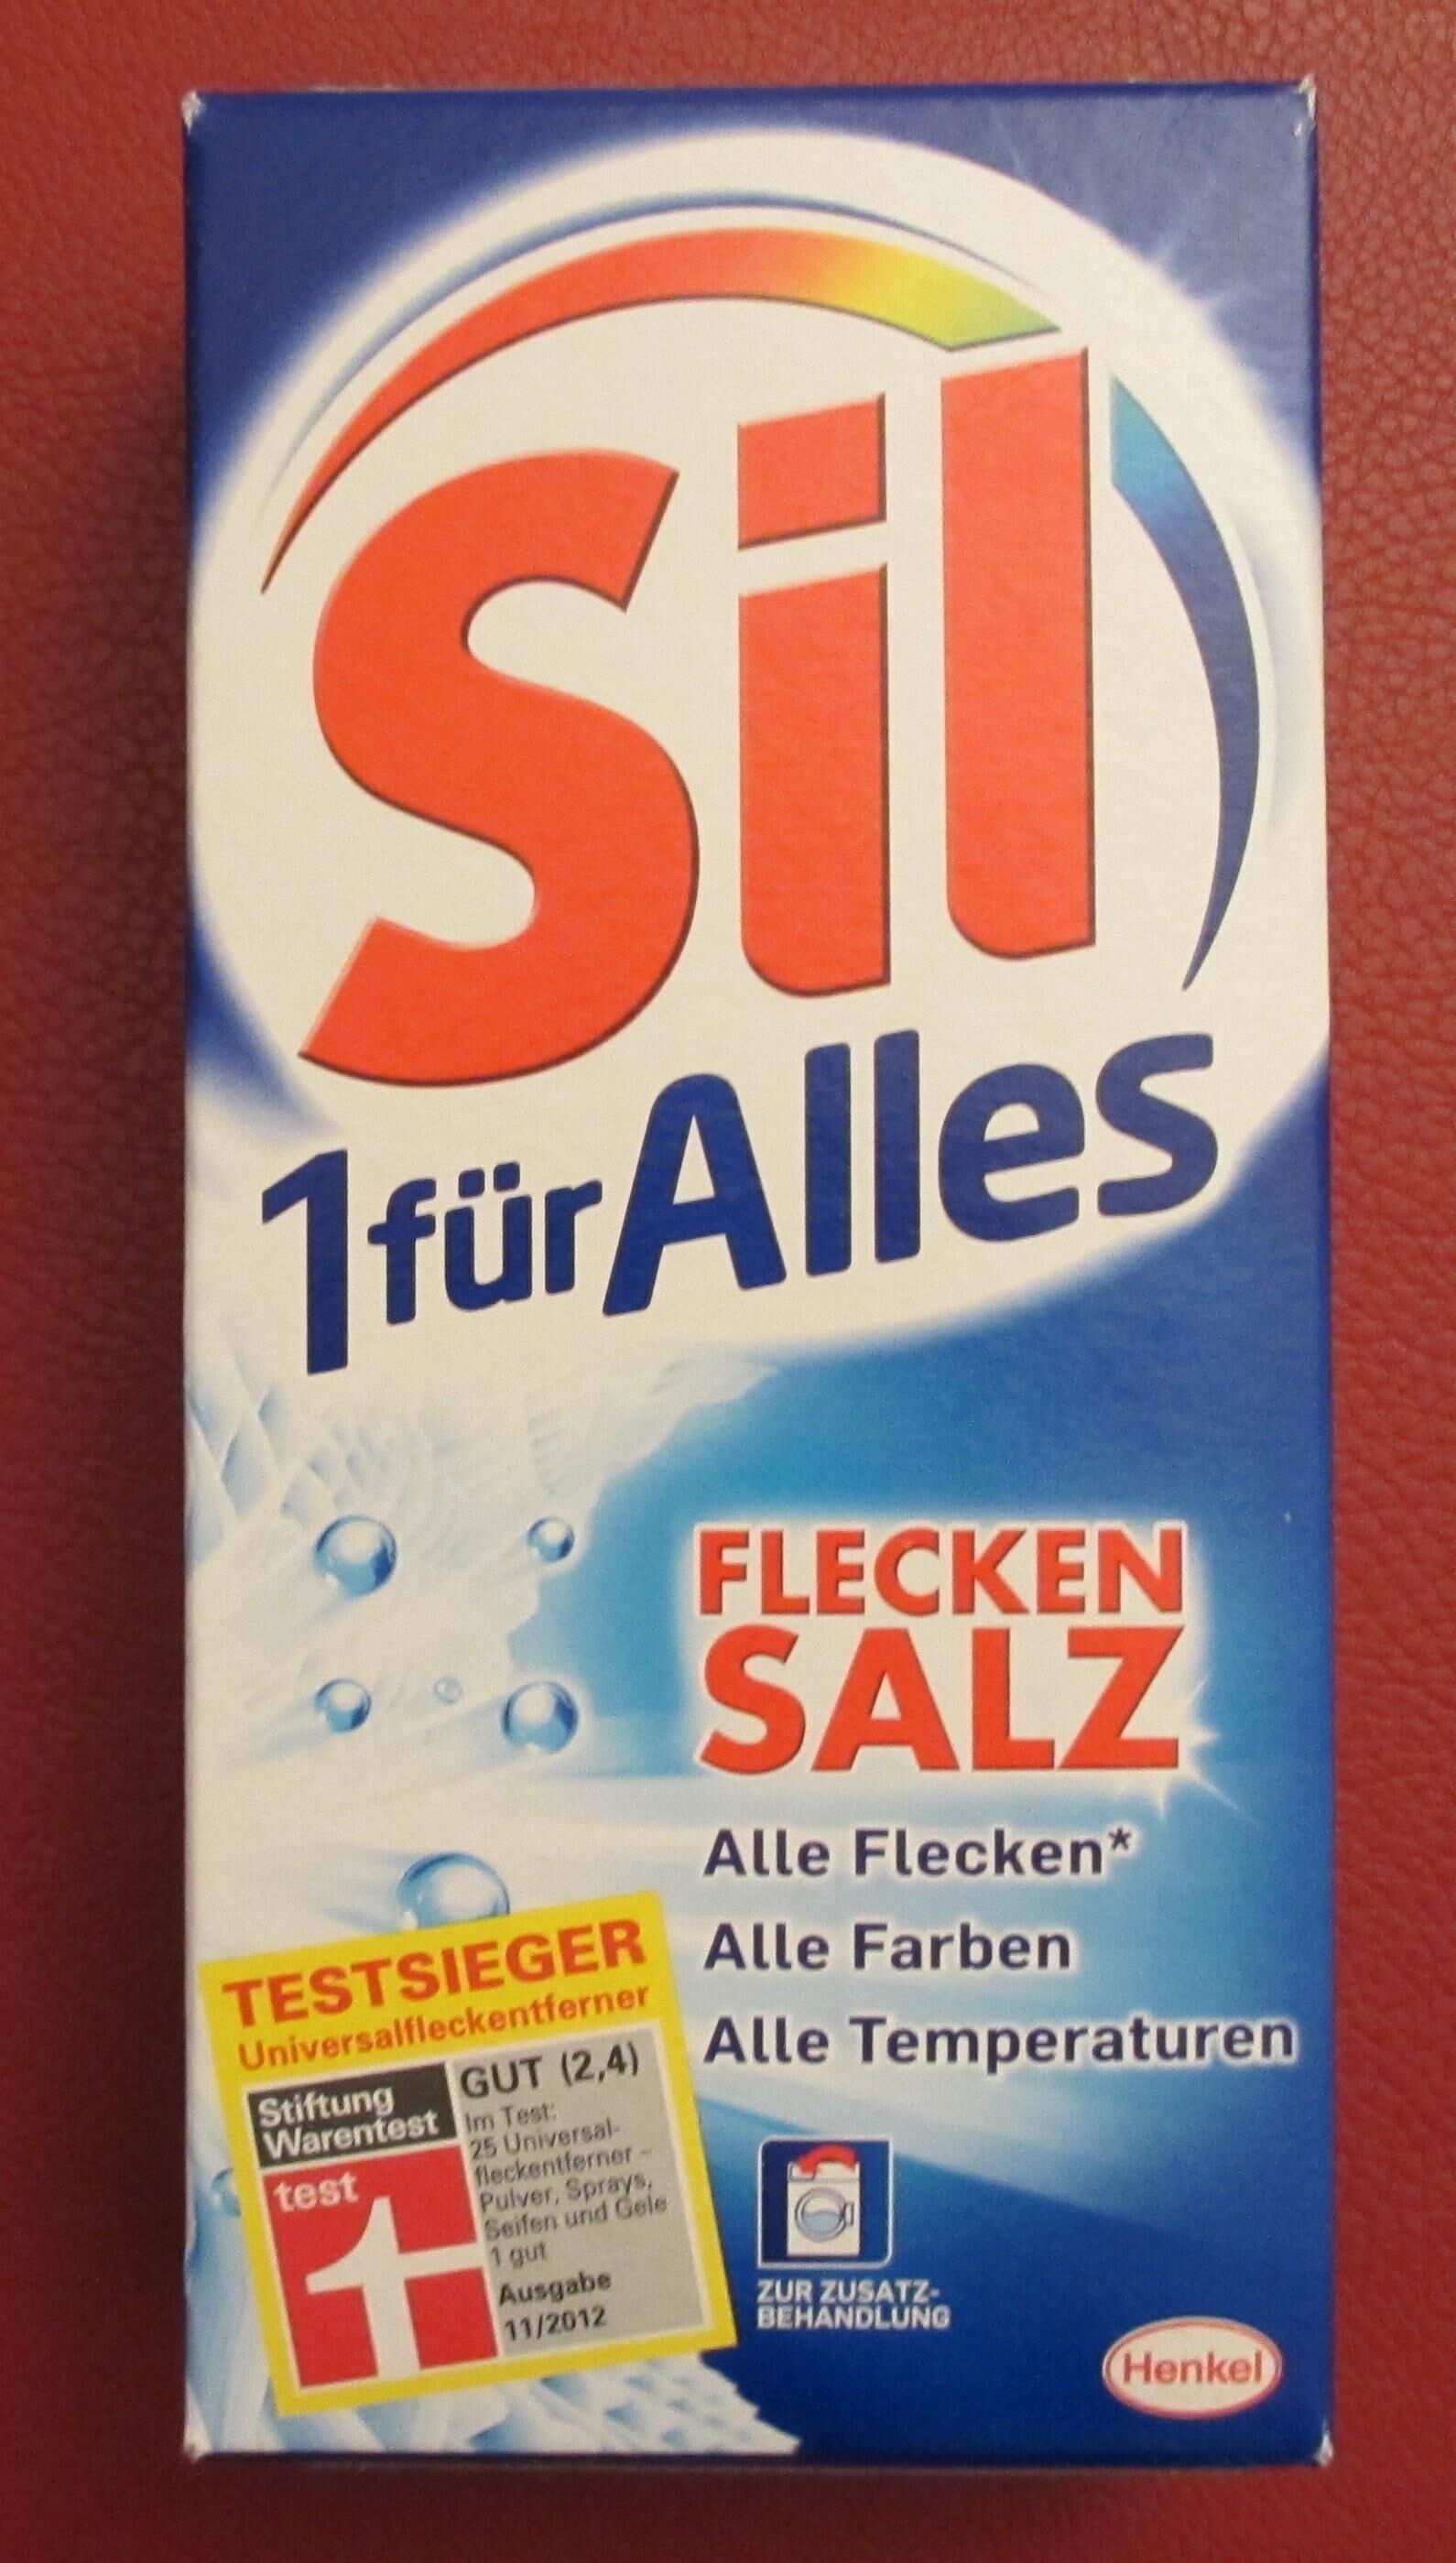 Sil
1 für Alles
FLECKEN
SALZ
Alle Flecken*
Alle Farben
Alle Temperaturen
TESTSIEGER
Universalfleckentferner
Stiftung
Warentest
test
GUT (2,4)
Im Test:
25 Universal-
fleckentferner –
Pulver, Sprays,
Seifen und Gele
1 gut
Ausgabe
11/2012
ZUR ZUSATZ-
BEHANDLUNG
Henkel